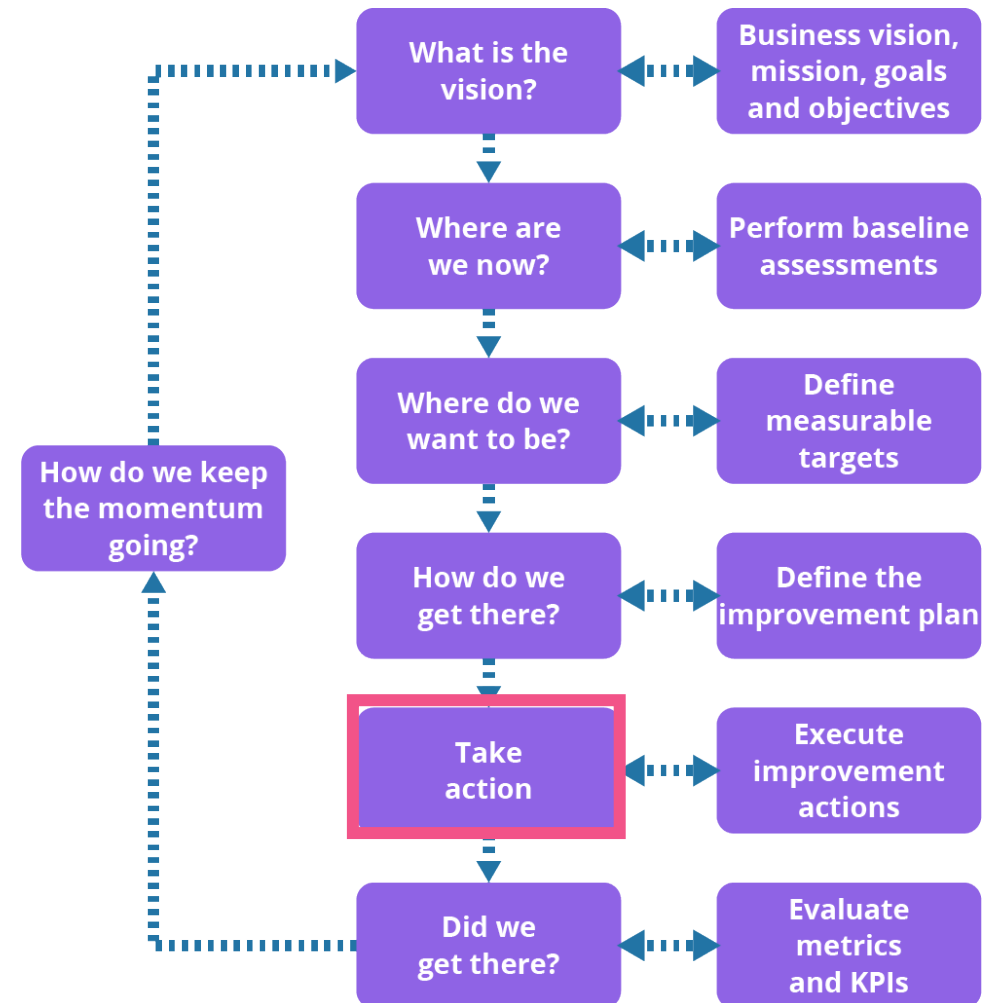 What is the
vision?
Business vision,
mission, goals
and objectives
Where are
we now?
Perform baseline
assessments
Where do we
want to be?
Define
measurable
targets
How do we keep
the momentum
going?
How do we
get there?
Define the
improvement plan
Take
action
Execute
improvement
actions
Did we
get there?
Evaluate
metrics
and KPIs